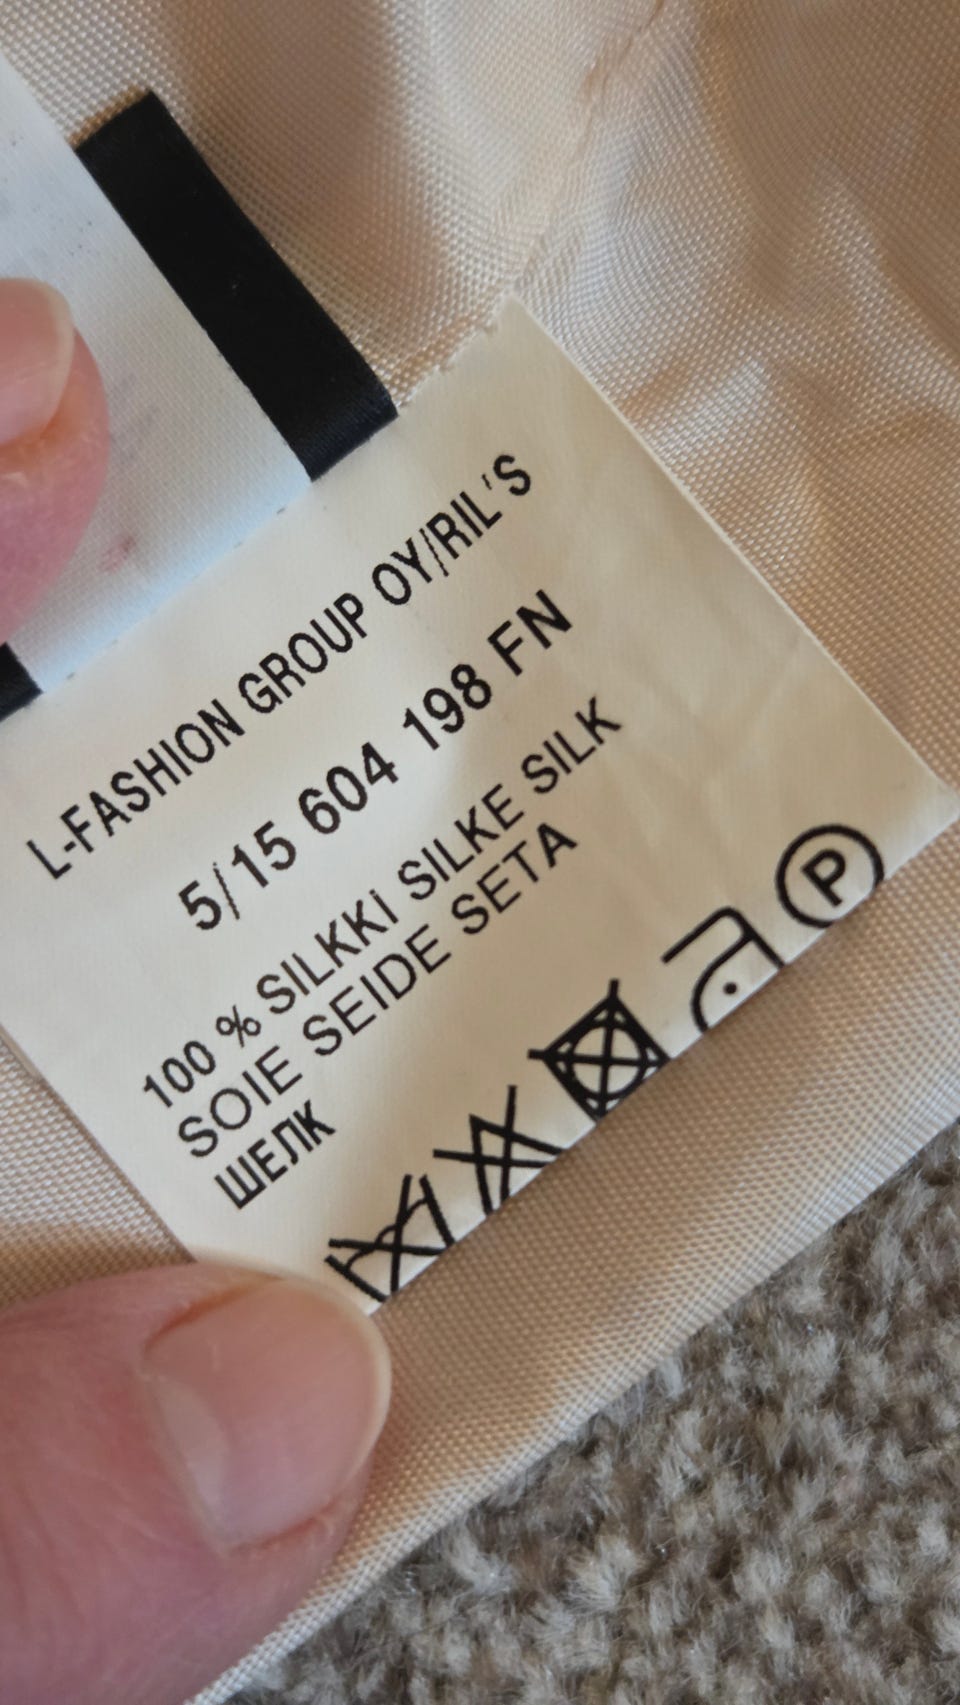 L-FASHION GROUP OY/RIL'S
5/15 604 198 FN
100 % SILKKI SILKE SILK
SOIE SEIDE SETA
ШЕЛК
P